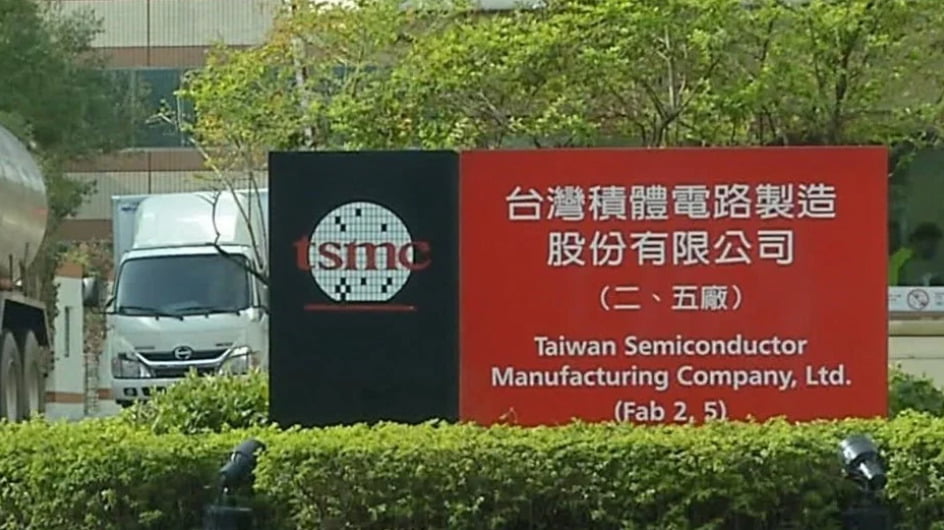 tsmc
台灣積體電路製造
股份有限公司
（二、五廠）
Taiwan Semiconductor
Manufacturing Company, Ltd.
(Fab 2, 5)